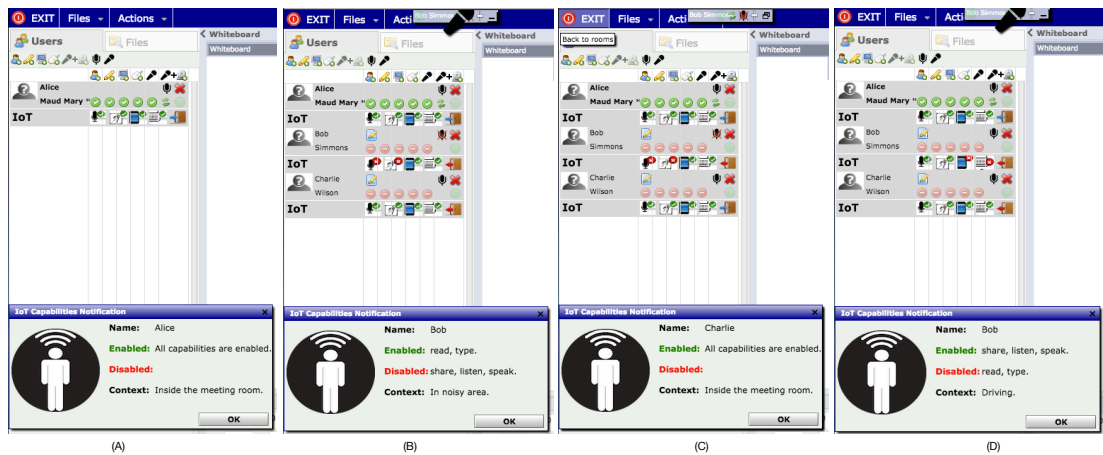 EXIT Files Actions
Users Files
Whiteboard
Whiteboard
Alice
Maud Mary "
IoT
IoT Capabilities Notification
Name: Alice
Enabled: All capabilities are enabled.
Disabled:
Context: Inside the meeting room.
OK
(A)
EXIT Files Acti
Bob Simmons
Users Files
Whiteboard
Whiteboard
Alice
Maud Mary "
IoT
Bob
Simmons
IoT
Charlie
Wilson
IoT
IoT Capabilities Notification
Name: Bob
Enabled: read, type.
Disabled: share, listen, speak.
Context: In noisy area.
OK
(B)
EXIT Files Acti
Bob Simmons
Back to rooms
Files
Whiteboard
Whiteboard
Alice
Maud Mary "
IoT
Bob
Simmons
IoT
Charlie
Wilson
IoT
IoT Capabilities Notification
Name: Charlie
Enabled: All capabilities are enabled.
Disabled:
Context: Inside the meeting room.
OK
(C)
EXIT Files Acti
Bob Simmons
Users Files
Whiteboard
Whiteboard
Alice
Maud Mary "
IoT
Bob
Simmons
IoT
Charlie
Wilson
IoT
IoT Capabilities Notification
Name: Bob
Enabled: share, listen, speak.
Disabled: read, type.
Context: Driving.
OK
(D)